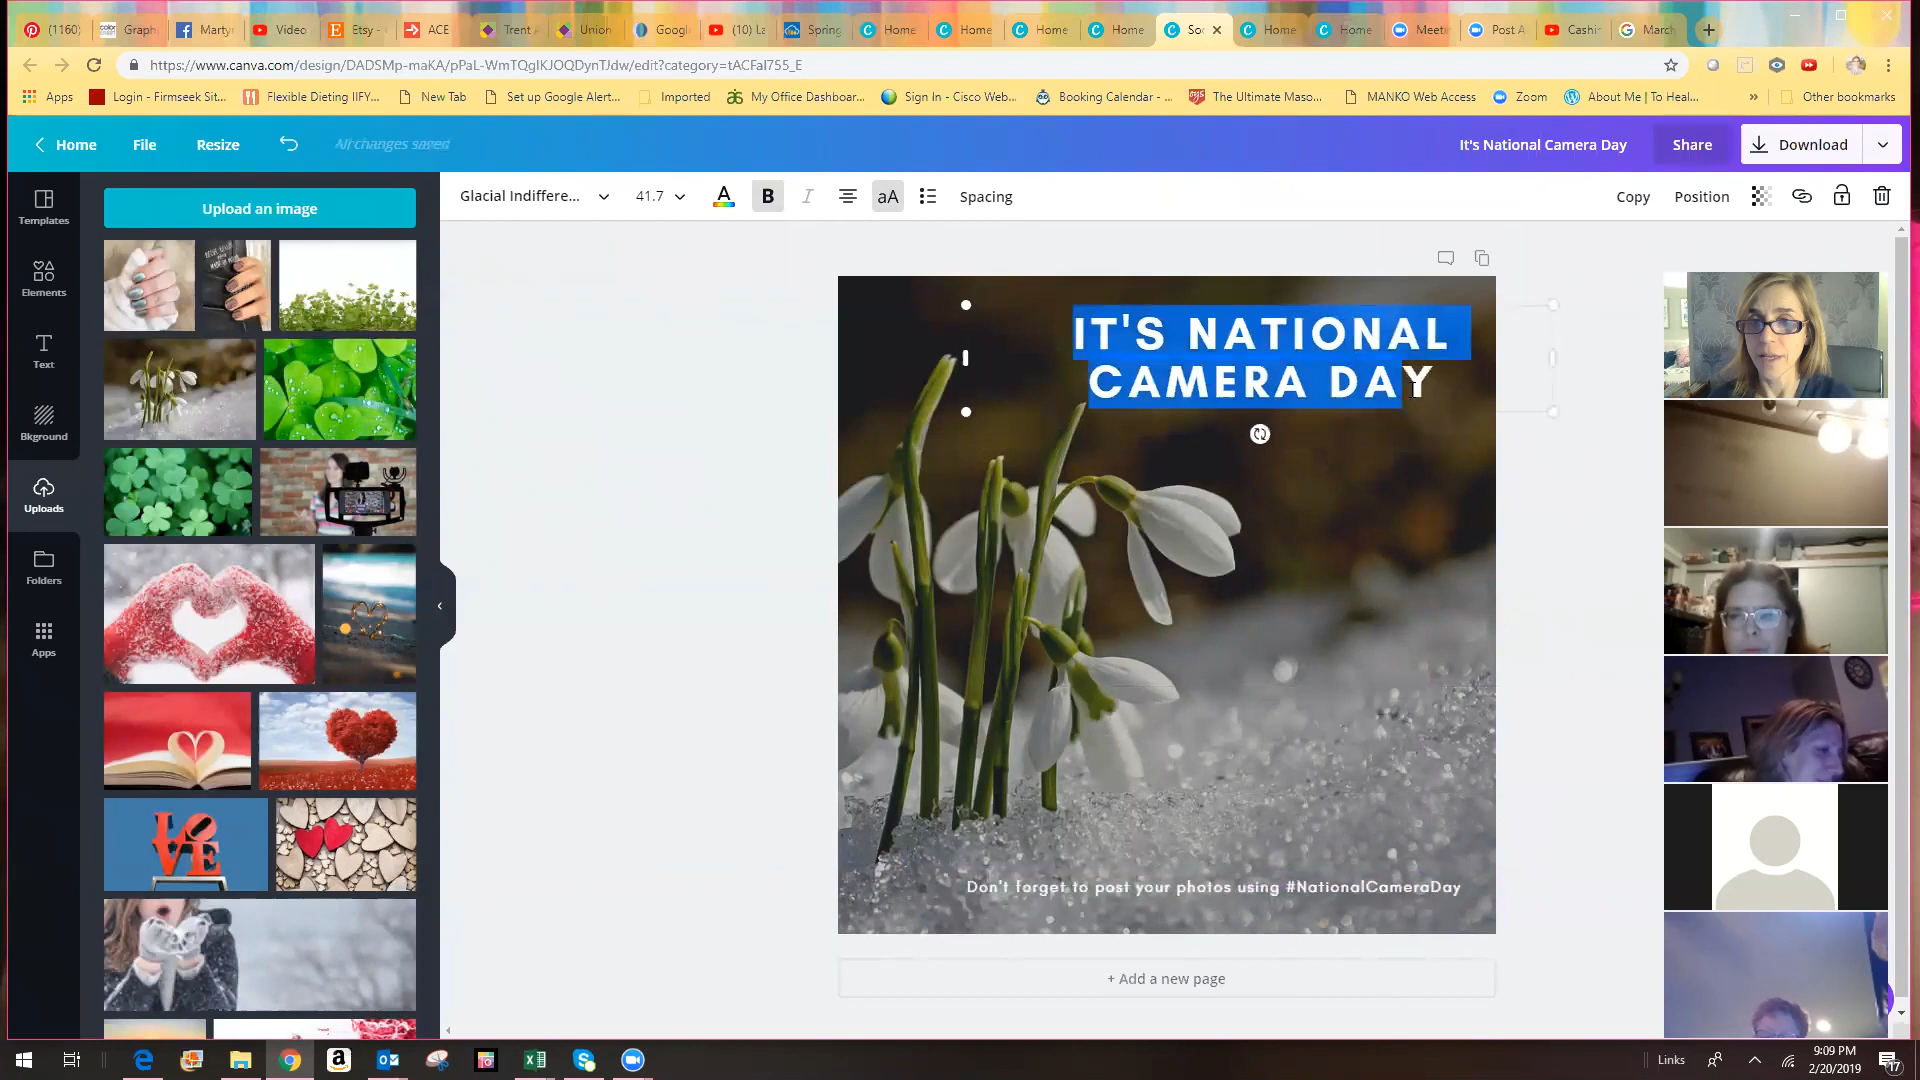 (1160)
Graph
Marty
Video
Etsy -
ACE
Trent
Union
Googl
(10) La
Spring
Home
Home
Home
Home
Soc
Home
Home
Meeti
Post A
Cashi
March
https://www.canva.com/design/DADSMp-maKA/pPaL-WmTQglKJOQDynTJdw/edit?category=tACFal755_E
Apps
Login - Firmseek Sit...
Flexible Dieting IIFY...
New Tab
Set up Google Alert...
Imported
My Office Dashboar...
Sign In - Cisco Web...
Booking Calendar - ...
The Ultimate Maso...
MANKO Web Access
Zoom
About Me | To Heal...
»
Other bookmarks
Home
File
Resize
All changes saved
It's National Camera Day
Share
Download
Glacial Indiffere...
41.7
A
B
I
aA
Spacing
Copy
Position
Templates
Elements
Text
Bkground
Uploads
Folders
Apps
Upload an image
LOVE
IT'S NATIONAL
CAMERA DAY
Don't forget to post your photos using #NationalCameraDay
+ Add a new page
Links
9:09 PM
2/20/2019
17